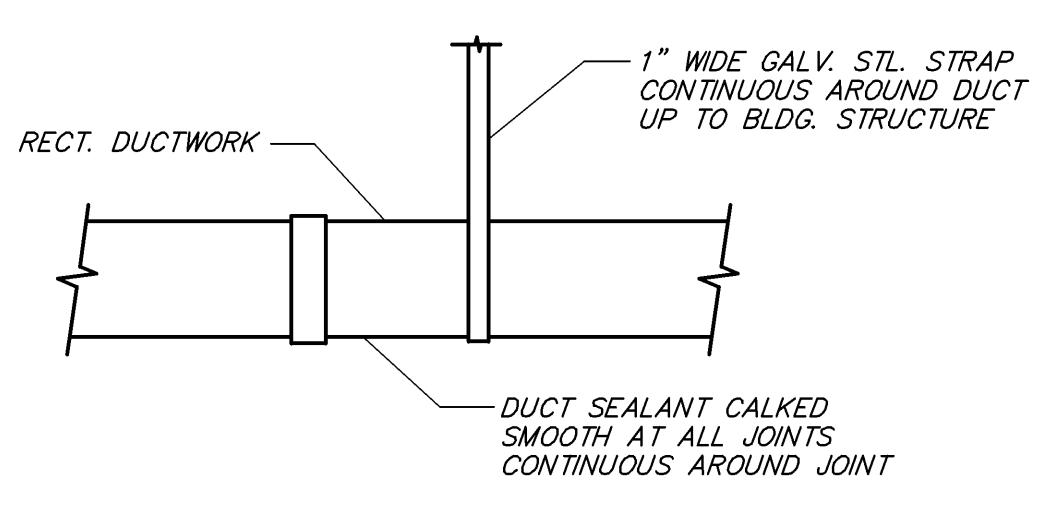 1" WIDE GALV. STL. STRAP
CONTINUOUS AROUND DUCT
UP TO BLDG. STRUCTURE
RECT. DUCTWORK
DUCT SEALANT CALKED
SMOOTH AT ALL JOINTS
CONTINUOUS AROUND JOINT